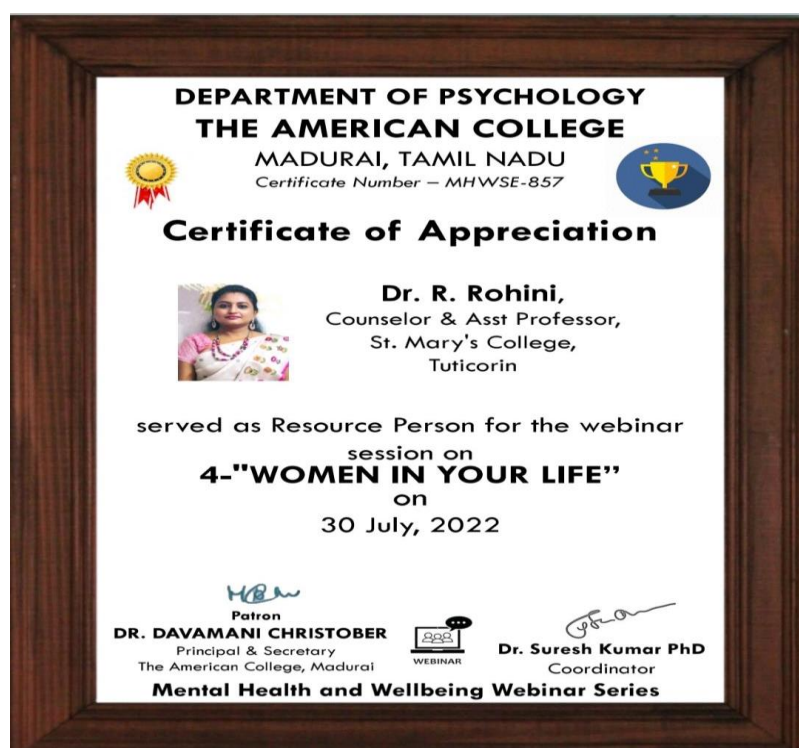 DEPARTMENT OF PSYCHOLOGY
THE AMERICAN COLLEGE
MADURAI, TAMIL NADU
Certificate Number – MHWSE-857
Certificate of Appreciation
Dr. R. Rohini,
Counselor & Asst Professor,
St. Mary's College,
Tuticorin
served as Resource Person for the webinar
session on
4-"WOMEN IN YOUR LIFE”
on
30 July, 2022
Patron
DR. DAVAMANI CHRISTOBER
Principal & Secretary
The American College, Madurai
WEBINAR
Dr. Suresh Kumar PhD
Coordinator
Mental Health and Wellbeing Webinar Series